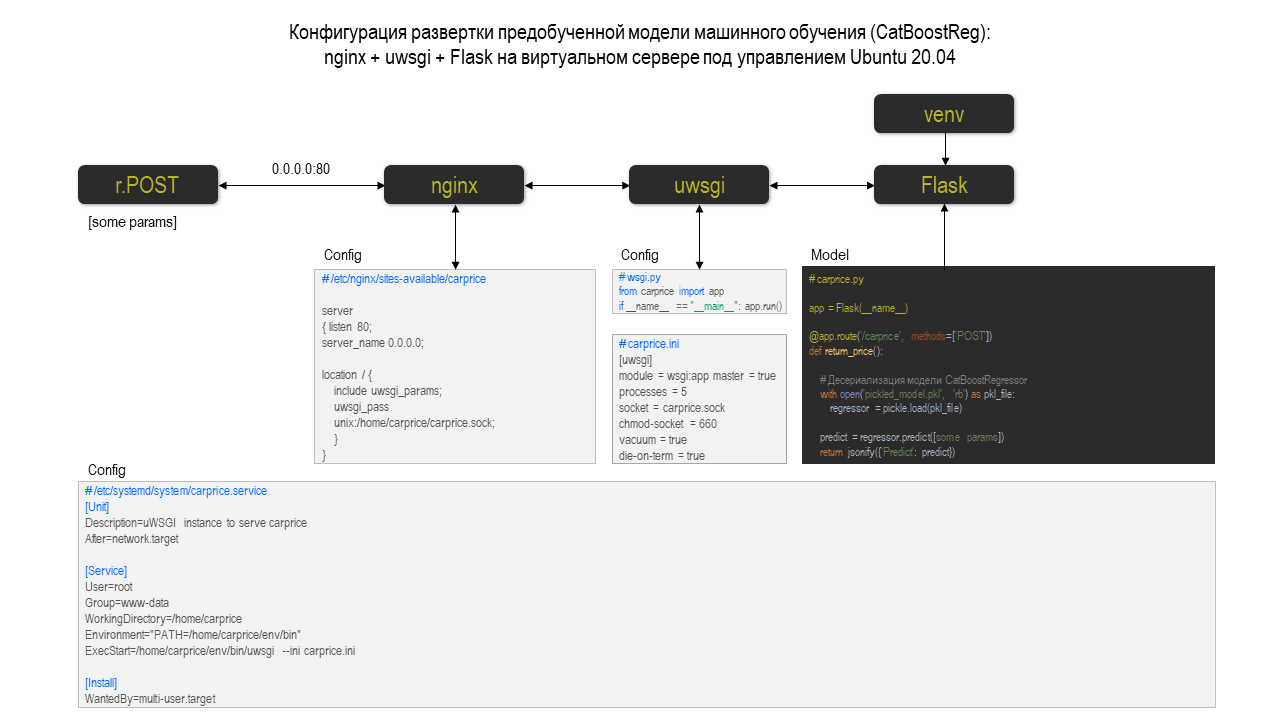 Конфигурация развертки предобученной модели машинного обучения (CatBoostReg):
nginx + uwsgi + Flask на виртуальном сервере под управлением Ubuntu 20.04
venv
r.POST
0.0.0.0:80
nginx
uwsgi
Flask
[some params]
Config
# /etc/nginx/sites-available/carprice
server
{ listen 80;
server_name 0.0.0.0;
location / {
include uwsgi_params;
uwsgi_pass
unix:/home/carprice/carprice.sock;
}
}
Config
# wsgi.py
from carprice import app
if __name__ == "__main__": app.run()
# carprice.ini
[uwsgi]
module = wsgi:app master = true
processes = 5
socket = carprice.sock
chmod-socket = 660
vacuum = true
die-on-term = true
Model
# carprice.py
app = Flask(__name__)
@app.route('/carprice', methods=['POST'])
def return_price():
# Десериализация модели CatBoostRegressor
with open('pickled_model.pkl', 'rb') as pkl_file:
regressor = pickle.load(pkl_file)
predict = regressor.predict([some params])
return jsonify({'Predict': predict})
Config
# /etc/systemd/system/carprice.service
[Unit]
Description=uWSGI instance to serve carprice
After=network.target
[Service]
User=root
Group=www-data
WorkingDirectory=/home/carprice
Environment="PATH=/home/carprice/env/bin"
ExecStart=/home/carprice/env/bin/uwsgi --ini carprice.ini
[Install]
WantedBy=multi-user.target